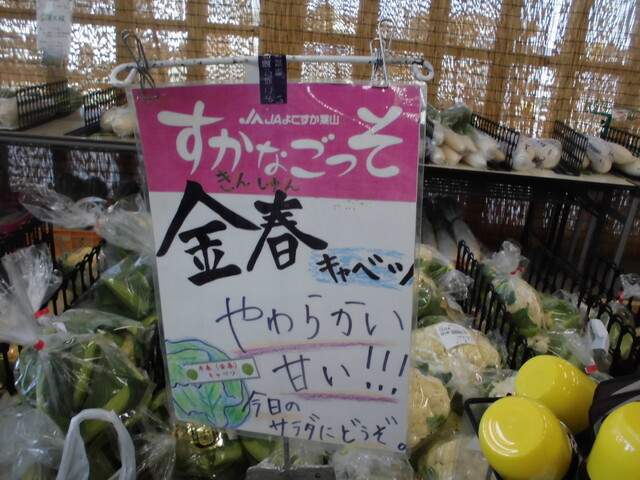 JA JAよこすか葉山
すかなごっそ
きんしゅん
金春
キャベツ
やわらかい
甘い!!!
今日の
サラダにどうぞ。